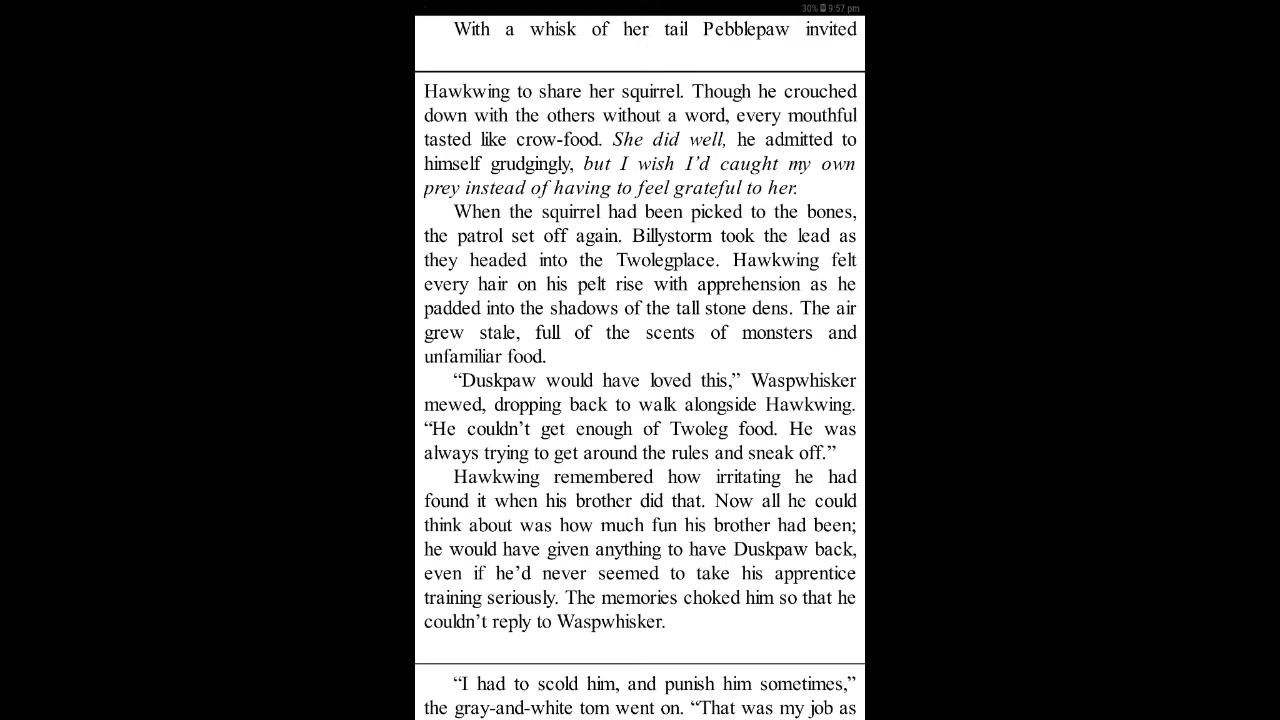 30% 9:57 pm
With a whisk of her tail Pebblepaw invited
Hawkwing to share her squirrel. Though he crouched
down with the others without a word, every mouthful
tasted like crow-food. She did well, he admitted to
himself grudgingly, but I wish I’d caught my own
prey instead of having to feel grateful to her.
When the squirrel had been picked to the bones,
the patrol set off again. Billystorm took the lead as
they headed into the Twolegplace. Hawkwing felt
every hair on his pelt rise with apprehension as he
padded into the shadows of the tall stone dens. The air
grew stale, full of the scents of monsters and
unfamiliar food.
“Duskpaw would have loved this,” Waspwhisker
mewed, dropping back to walk alongside Hawkwing.
“He couldn’t get enough of Twoleg food. He was
always trying to get around the rules and sneak off.”
Hawkwing remembered how irritating he had
found it when his brother did that. Now all he could
think about was how much fun his brother had been;
he would have given anything to have Duskpaw back,
even if he’d never seemed to take his apprentice
training seriously. The memories choked him so that he
couldn’t reply to Waspwhisker.
“I had to scold him, and punish him sometimes,”
the gray-and-white tom went on. “That was my job as